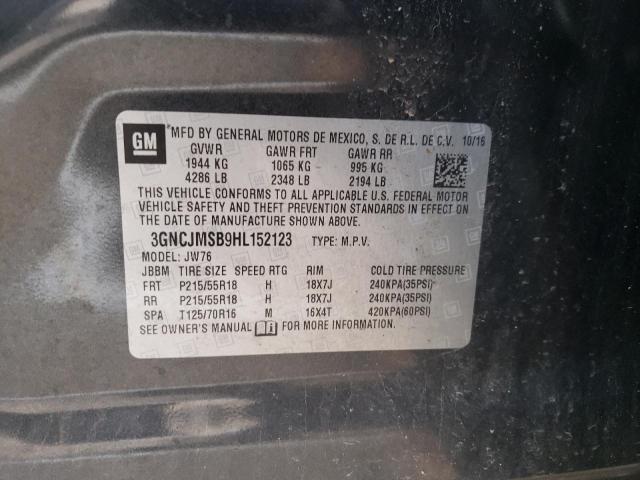 GM
*MFD BY GENERAL MOTORS DE MEXICO, S. DE R.L. DE C.V. 10/16
GVWR GAWR FRT GAWR RR
1944 KG 1065 KG 995 KG
4286 LB 2348 LB 2194 LB
THIS VEHICLE CONFORMS TO ALL APPLICABLE U.S. FEDERAL MOTOR
VEHICLE SAFETY AND THEFT PREVENTION STANDARDS IN EFFECT ON
THE DATE OF MANUFACTURE SHOWN ABOVE.
3GNCJMSB9HL152123 TYPE: M.P.V.
MODEL: JW76
JBBM TIRE SIZE SPEED RTG RIM COLD TIRE PRESSURE
FRT P215/55R18 H 18X7J 240KPA(35PSI)
RR P215/55R18 H 18X7J 240KPA(35PSI)
SPA T125/70R16 M 16X4T 420KPA(60PSI)
SEE OWNER'S MANUAL FOR MORE INFORMATION.